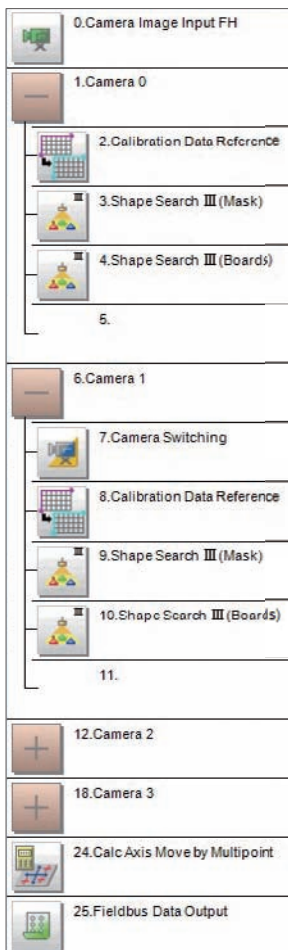 0.Camera Image Input FH
1.Camera 0
2.Calibration Data Reference
3.Shape Search Ⅲ(Mask)
4.Shape Search Ⅲ(Boards)
5.
6.Camera 1
7.Camera Switching
8.Calibration Data Reference
9.Shape Search Ⅲ(Mask)
10.Shape Search Ⅲ(Boards)
11.
12.Camera 2
18.Camera 3
24.Calc Axis Move by Multipoint
25.Fieldbus Data Output